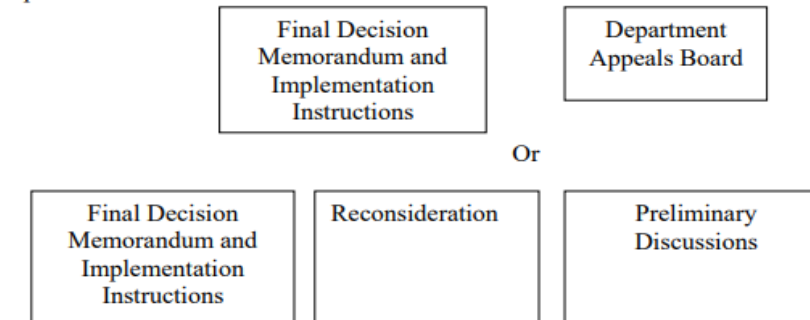 Final Decision
Memorandum and
Implementation
Instructions
Department
Appeals Board
Or
Final Decision
Memorandum and
Implementation
Instructions
Reconsideration
Preliminary
Discussions